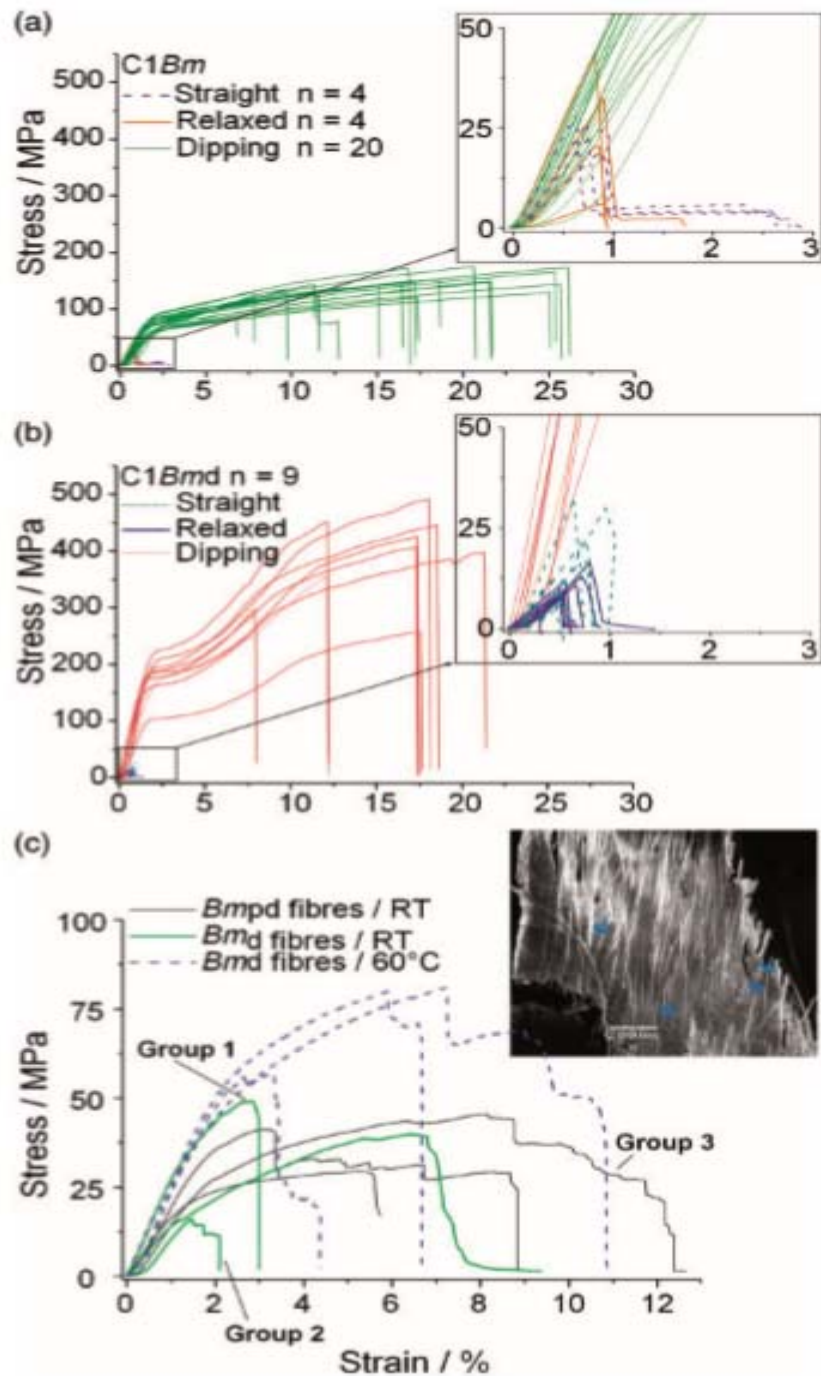 (a)
C1Bm
Straight n = 4
Relaxed n = 4
Dipping n = 20
Stress / MPa
500
400
300
200
100
0
0 5 10 15 20 25 30
50
25
0
0 1 2 3
(b)
C1Bmd n = 9
Straight
Relaxed
Dipping
Stress / MPa
500
400
300
200
100
0
0 5 10 15 20 25 30
50
25
0
0 1 2 3
(c)
Bmpd fibres / RT
Bmd fibres / RT
Bmd fibres / 60°C
Stress / MPa
100
75
50
25
0
0 2 4 6 8 10 12
Group 1
Group 2
Group 3
Strain / %